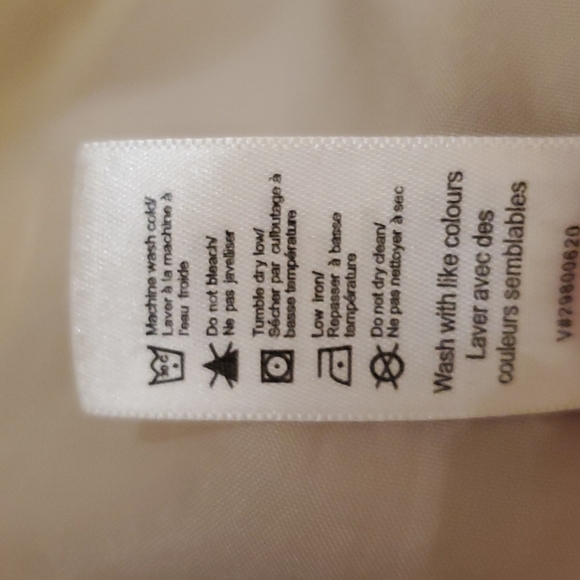 Machine wash cold/
Laver à la machine à
l'eau froide
Do not bleach/
Ne pas javelliser
Tumble dry low/
Sécher par culbutage à
basse température
Low iron/
Repasser à basse
température
Do not dry clean/
Ne pas nettoyer à sec
Wash with like colours
Laver avec des
couleurs semblables
V829800620